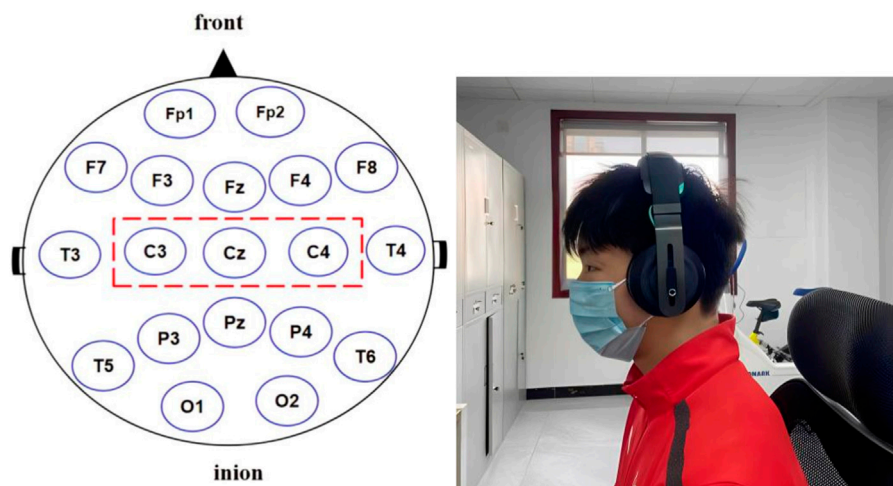 front
Fp1 Fp2
F7 F3 Fz F4 F8
T3 C3 Cz C4 T4
T5 P3 Pz P4 T6
O1 O2
inion